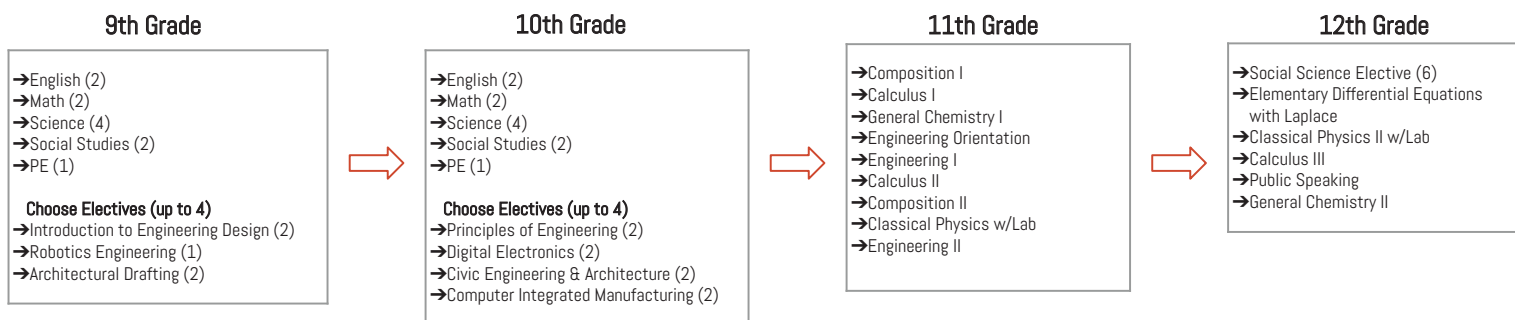 9th Grade
➔English (2)
➔Math (2)
➔Science (4)
➔Social Studies (2)
➔PE (1)
Choose Electives (up to 4)
➔Introduction to Engineering Design (2)
➔Robotics Engineering (1)
➔Architectural Drafting (2)
10th Grade
➔English (2)
➔Math (2)
➔Science (4)
➔Social Studies (2)
➔PE (1)
Choose Electives (up to 4)
➔Principles of Engineering (2)
➔Digital Electronics (2)
➔Civic Engineering & Architecture (2)
➔Computer Integrated Manufacturing (2)
11th Grade
➔Composition I
➔Calculus I
➔General Chemistry I
➔Engineering Orientation
➔Engineering I
➔Calculus II
➔Composition II
➔Classical Physics w/Lab
➔Engineering II
12th Grade
➔Social Science Elective (6)
➔Elementary Differential Equations
with Laplace
➔Classical Physics II w/Lab
➔Calculus III
➔Public Speaking
➔General Chemistry II